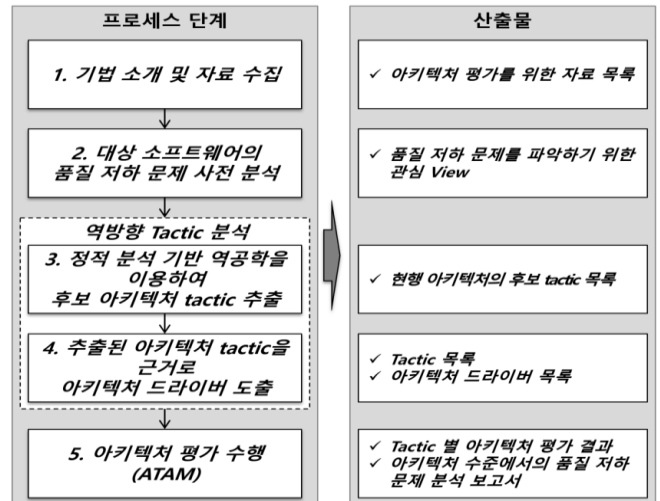 프로세스 단계
1. 기법 소개 및 자료 수집
2. 대상 소프트웨어의
품질 저하 문제 사전 분석
역방향 Tactic 분석
3. 정적 분석 기반 역공학을
이용하여
후보 아키텍처 tactic 추출
4. 추출된 아키텍처 tactic을
근거로
아키텍처 드라이버 도출
5. 아키텍처 평가 수행
(ATAM)
산출물
✓ 아키텍처 평가를 위한 자료 목록
✓ 품질 저하 문제를 파악하기 위한
관심 View
✓ 현행 아키텍처의 후보 tactic 목록
✓ Tactic 목록
✓ 아키텍처 드라이버 목록
✓ Tactic 별 아키텍처 평가 결과
✓ 아키텍처 수준에서의 품질 저하
문제 분석 보고서